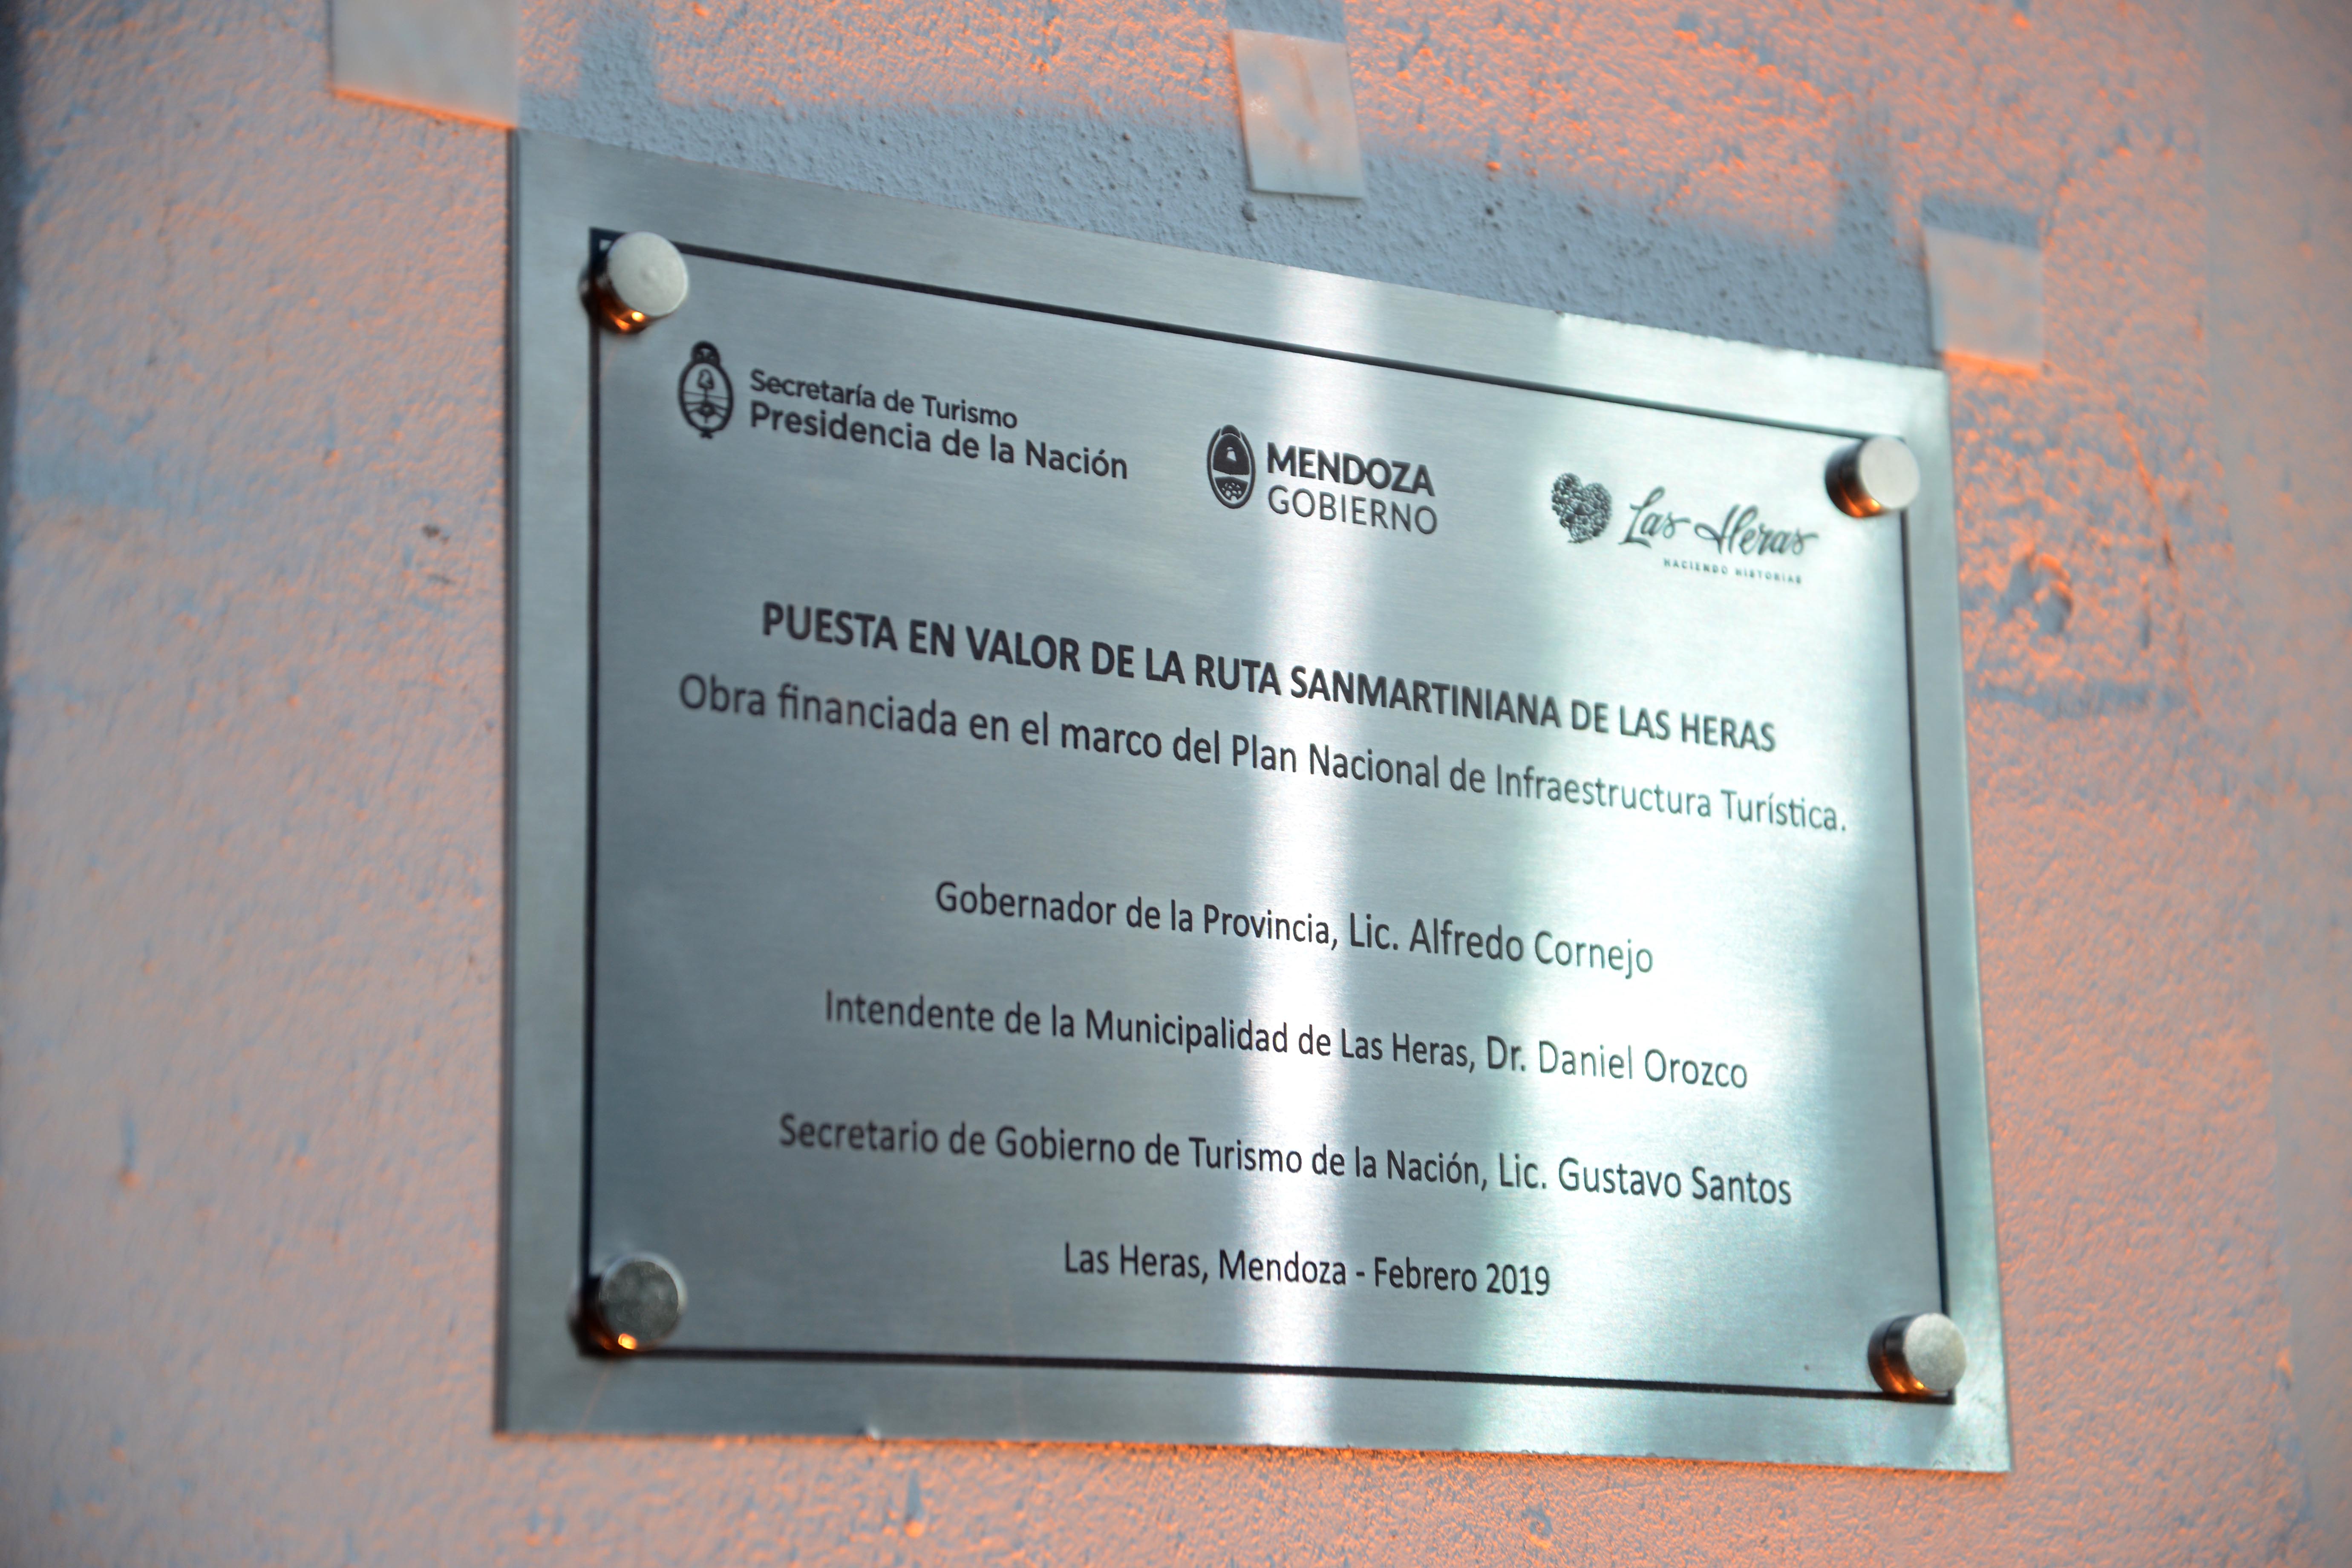 Secretaría de Turismo
Presidencia de la Nación
MENDOZA
GOBIERNO
Las Heras
HACIENDO HISTORIAS
PUESTA EN VALOR DE LA RUTA SANMARTINIANA DE LAS HERAS
Obra financiada en el marco del Plan Nacional de Infraestructura Turística.
Gobernador de la Provincia, Lic. Alfredo Cornejo
Intendente de la Municipalidad de Las Heras, Dr. Daniel Orozco
Secretario de Gobierno de Turismo de la Nación, Lic. Gustavo Santos
Las Heras, Mendoza - Febrero 2019